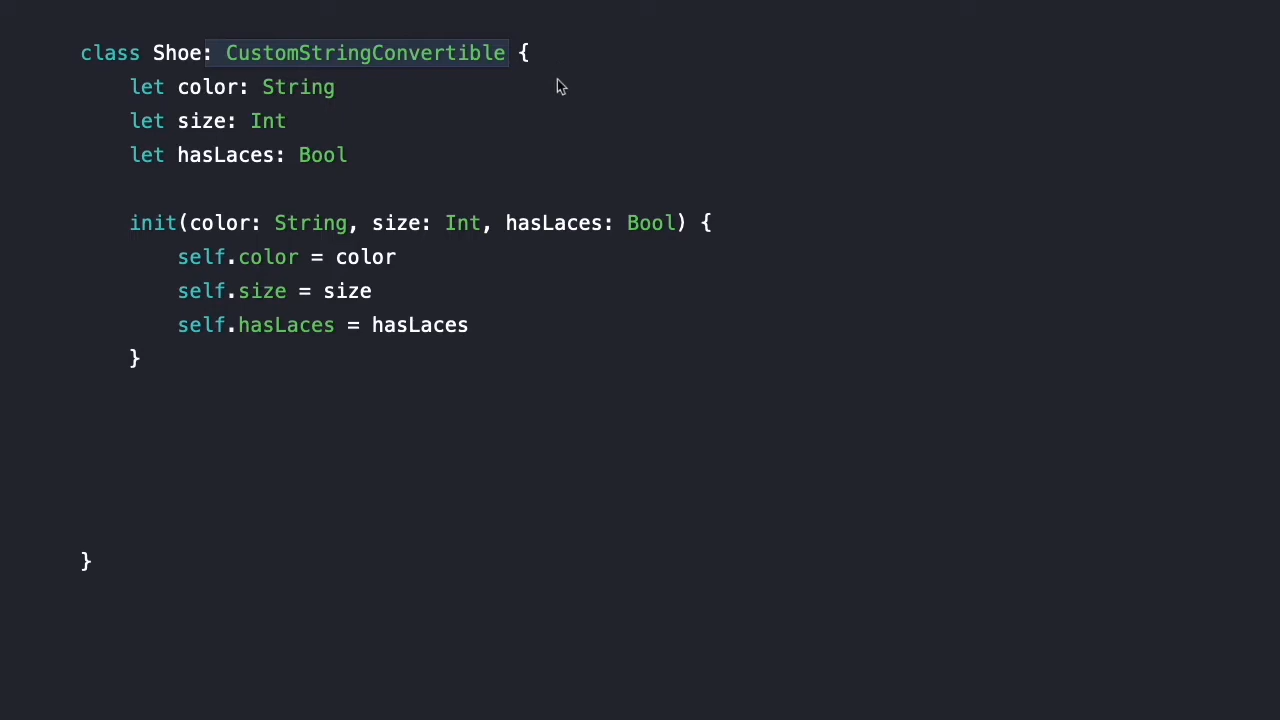 class Shoe: CustomStringConvertible {
    let color: String
    let size: Int
    let hasLaces: Bool

    init(color: String, size: Int, hasLaces: Bool) {
        self.color = color
        self.size = size
        self.hasLaces = hasLaces
    }

}